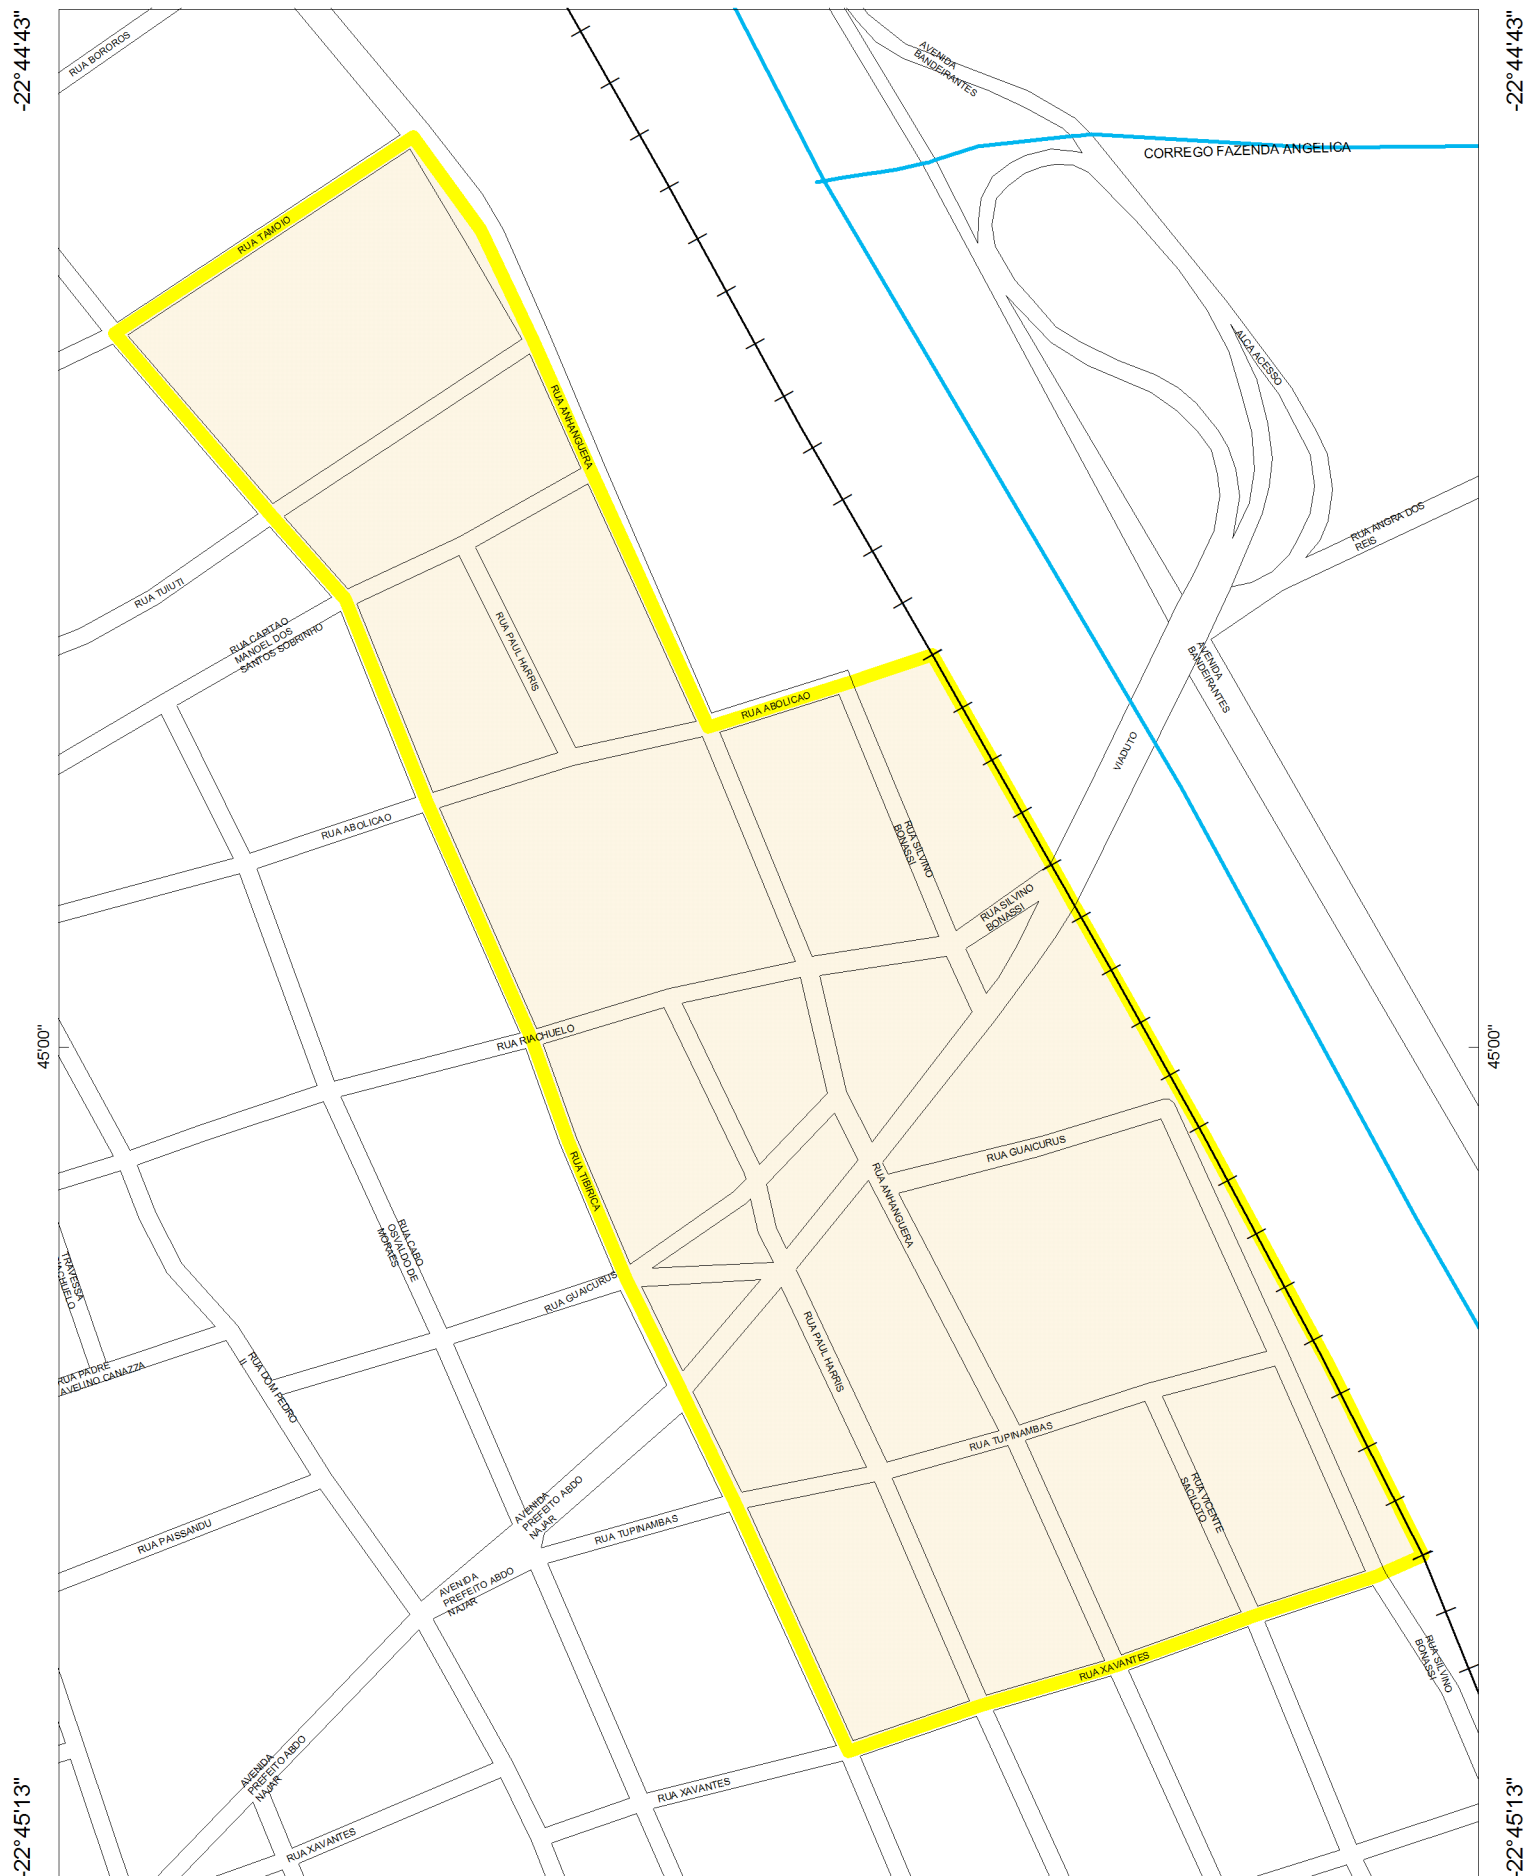 -22°44'43"
-22°44'43"
RUA BOROROS
AVENIDA
BANDEIRANTES
CORREGO FAZENDA ANGELICA
RUA TAMOIO
ALCA ACESSO
RUA ANHANGUERA
RUA ANGRA DOS
REIS
RUA TUIUTI
RUA CAPITAO
MANOEL DOS
SANTOS SOBRINHO
RUA PAUL HARRIS
AVENIDA
BANDEIRANTES
RUA ABOLICAO
VIADUTO
RUA ABOLICAO
RUA SILVINO
BONASSI
RUA SILVINO
BONASSI
45'00"
45'00"
RUA RIACHUELO
RUA GUAICURUS
RUA TIBIRICA
RUA ANHANGUERA
RUA CABO
OSVALDO DE
MORAES
TRAVESSA
RUA GUAICURUS
RUA PAUL HARRIS
RUA PADRE
AVELINO CANAZZA
RUA DOM PEDRO
II
RUA TUPINAMBAS
RUA VICENTE
SACILOTO
AVENIDA
PREFEITO ABDO
NAJAR
RUA TUPINAMBAS
RUA PAISSANDU
AVENIDA
PREFEITO ABDO
NAJAR
RUA XAVANTES
RUA SILVINO
BONASSI
AVENIDA
PREFEITO ABDO
NAJAR
RUA XAVANTES
RUA XAVANTES
-22°45'13"
-22°45'13"